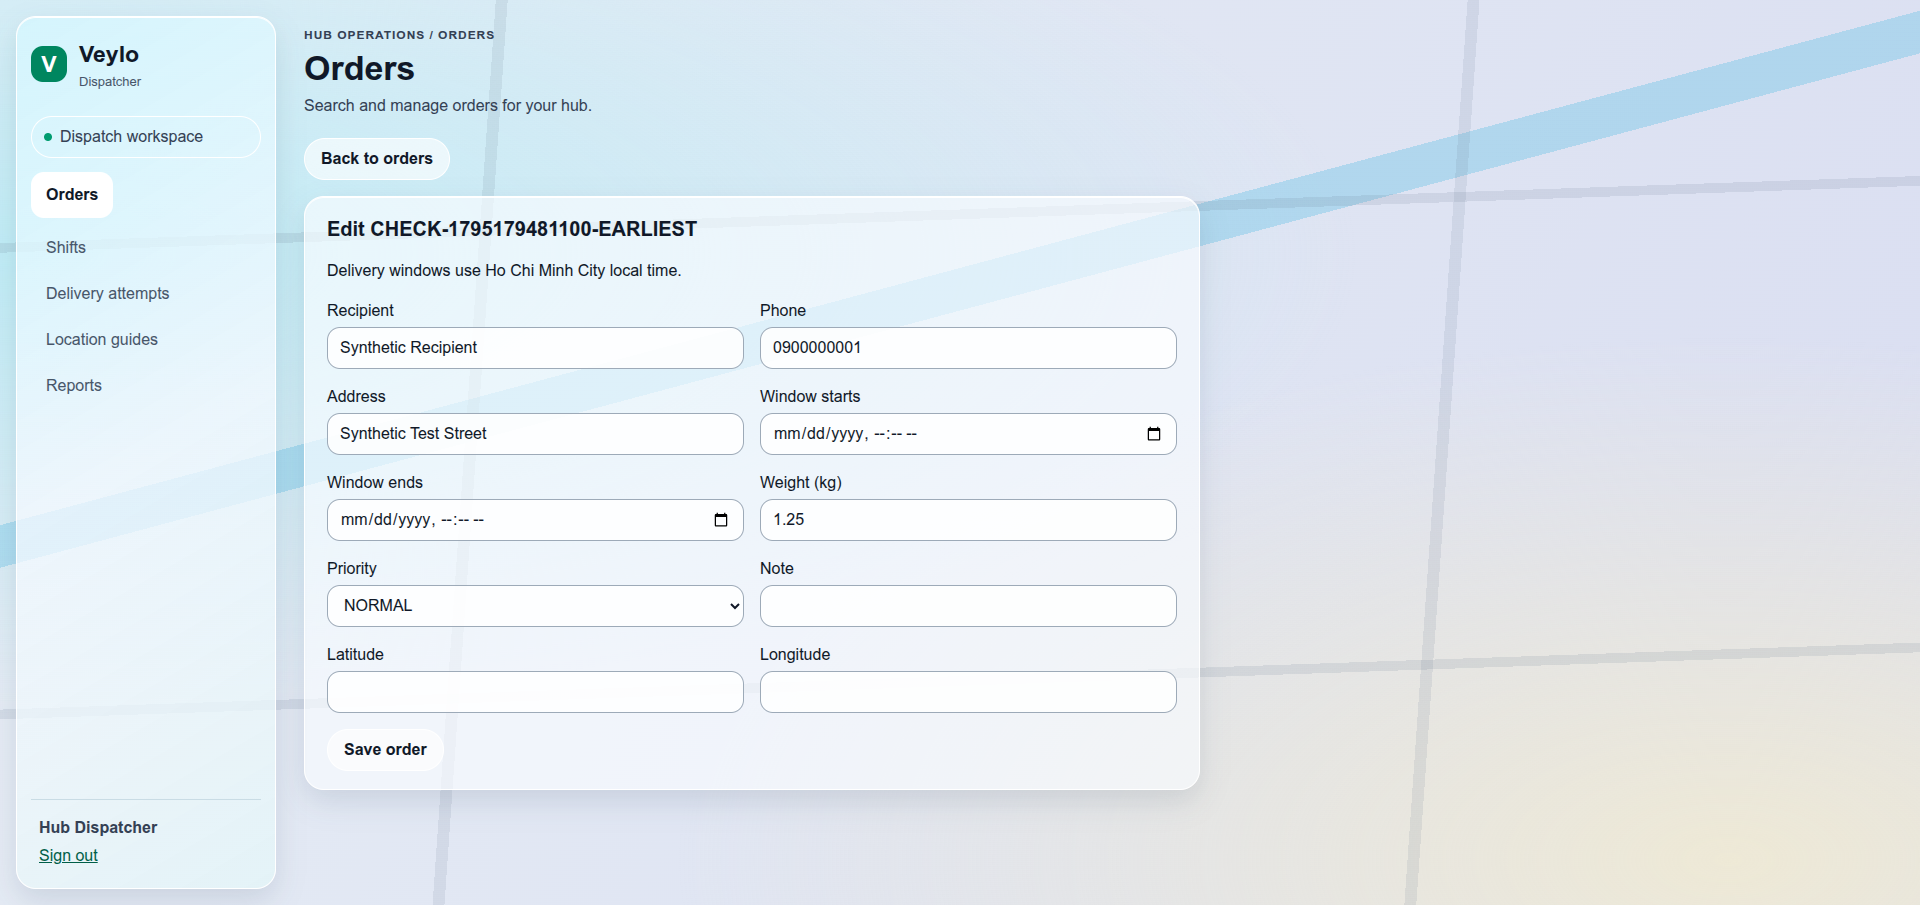 V
Veylo
Dispatcher
Dispatch workspace
Orders
Shifts
Delivery attempts
Location guides
Reports
Hub Dispatcher
Sign out
HUB OPERATIONS / ORDERS
Orders
Search and manage orders for your hub.
Back to orders
Edit CHECK-1795179481100-EARLIEST
Delivery windows use Ho Chi Minh City local time.
Recipient
Synthetic Recipient
Phone
0900000001
Address
Synthetic Test Street
Window starts
mm/dd/yyyy, --:-- --
Window ends
mm/dd/yyyy, --:-- --
Weight (kg)
1.25
Priority
NORMAL
Note
Latitude
Longitude
Save order